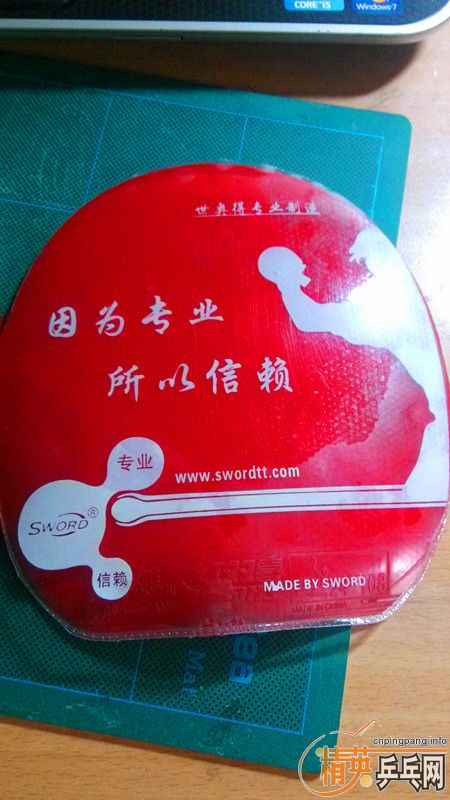 CORE™ i5
Windows®7
世奥得专业制造
因为专业
所以信赖
专业
www.swordtt.com
SWORD®
信赖
MADE BY SWORD
MADE IN CHINA
08
cnpingpang.info
精英乒乓网